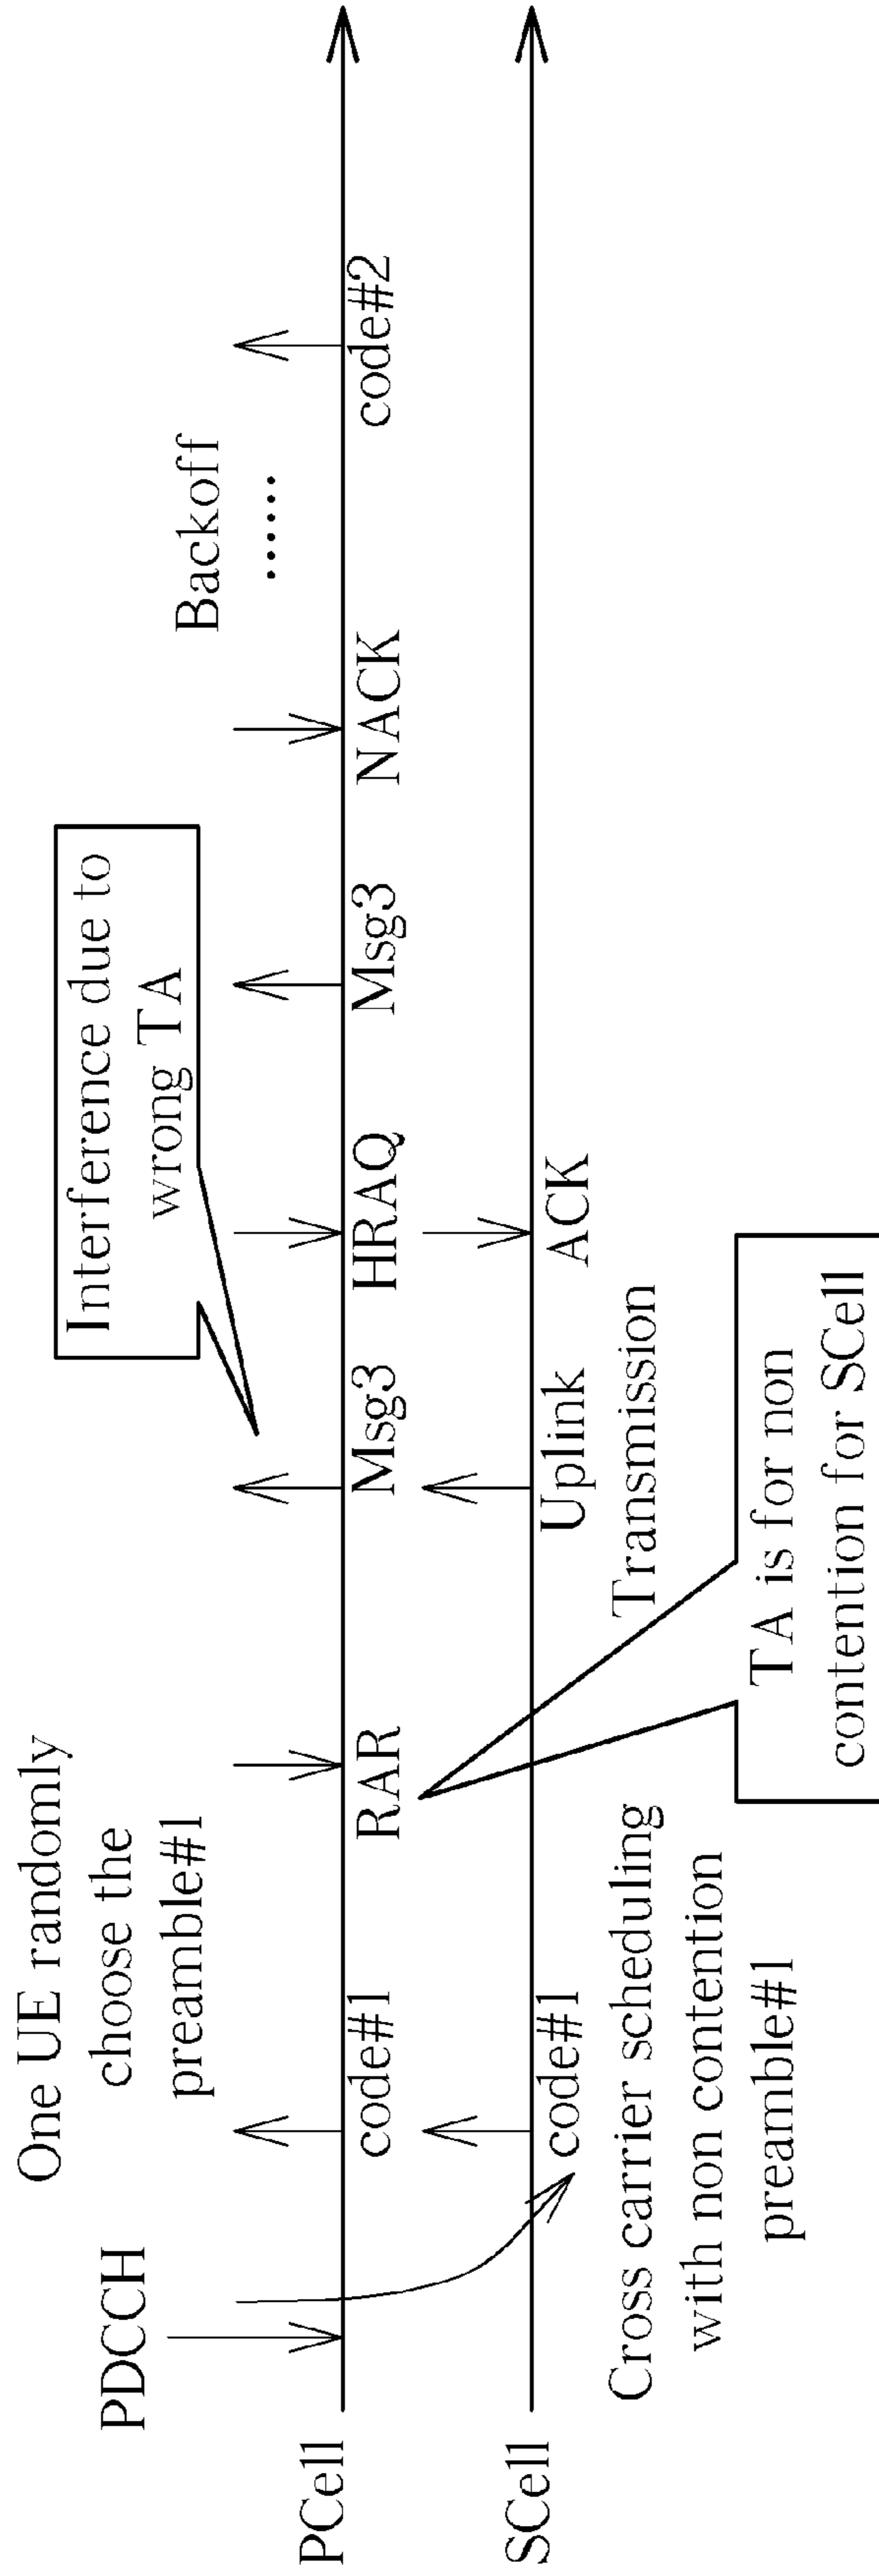 One UE randomly
choose the
preamble#1
PDCCH
Interference due to
wrong TA
Backoff
......
PCell
code#1
RAR
Msg3
HRAQ
Msg3
NACK
code#2
SCell
code#1
Uplink
Transmission
ACK
Cross carrier scheduling
with non contention
preamble#1
TA is for non
contention for SCell